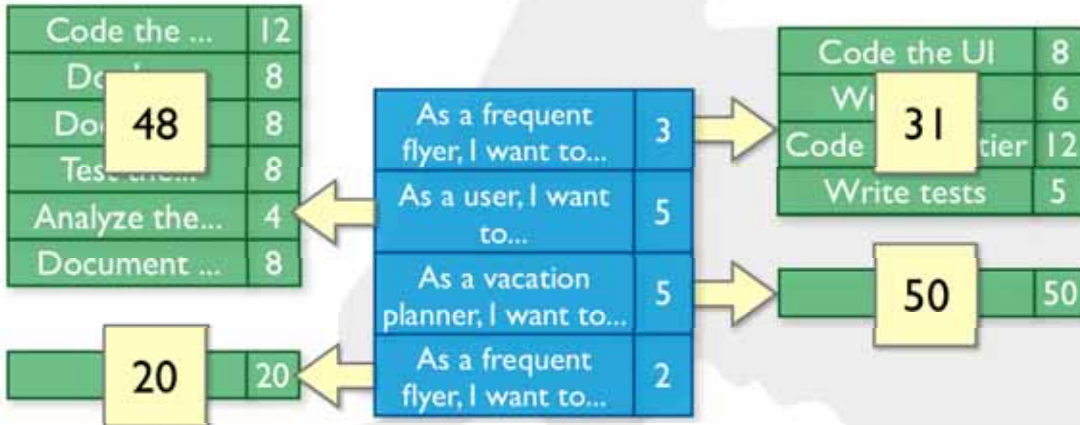 Code the ... 12
8
8
8
Analyze the... 4
Document ... 8
48
20
20
As a frequent
flyer, I want to...
3
As a user, I want
to...
5
As a vacation
planner, I want to...
5
As a frequent
flyer, I want to...
2
Code the UI 8
6
Code tier 12
Write tests 5
31
50
50